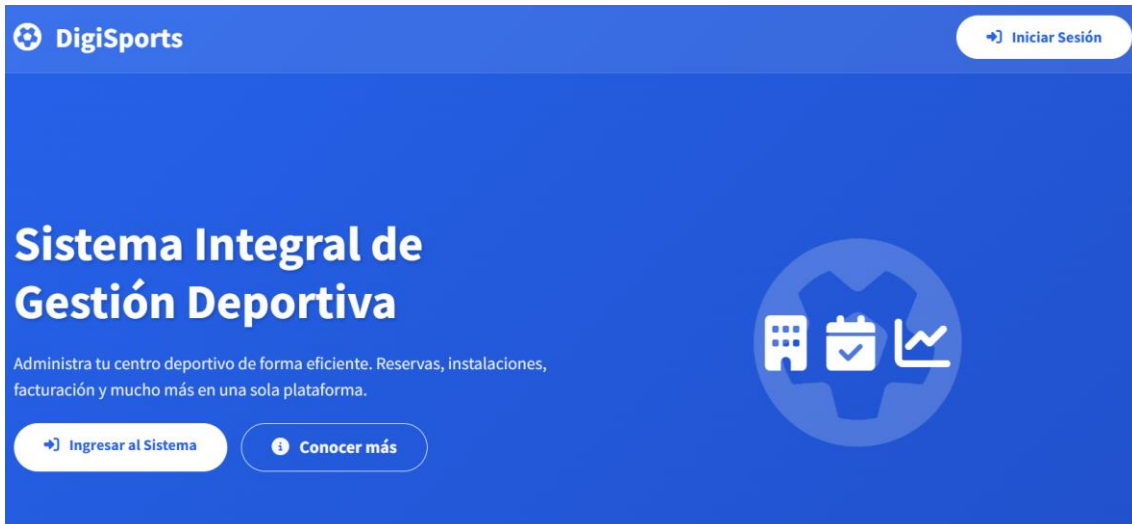 DigiSports
Iniciar Sesión
Sistema Integral de
Gestión Deportiva
Administra tu centro deportivo de forma eficiente. Reservas, instalaciones,
facturación y mucho más en una sola plataforma.
Ingresar al Sistema
Conocer más